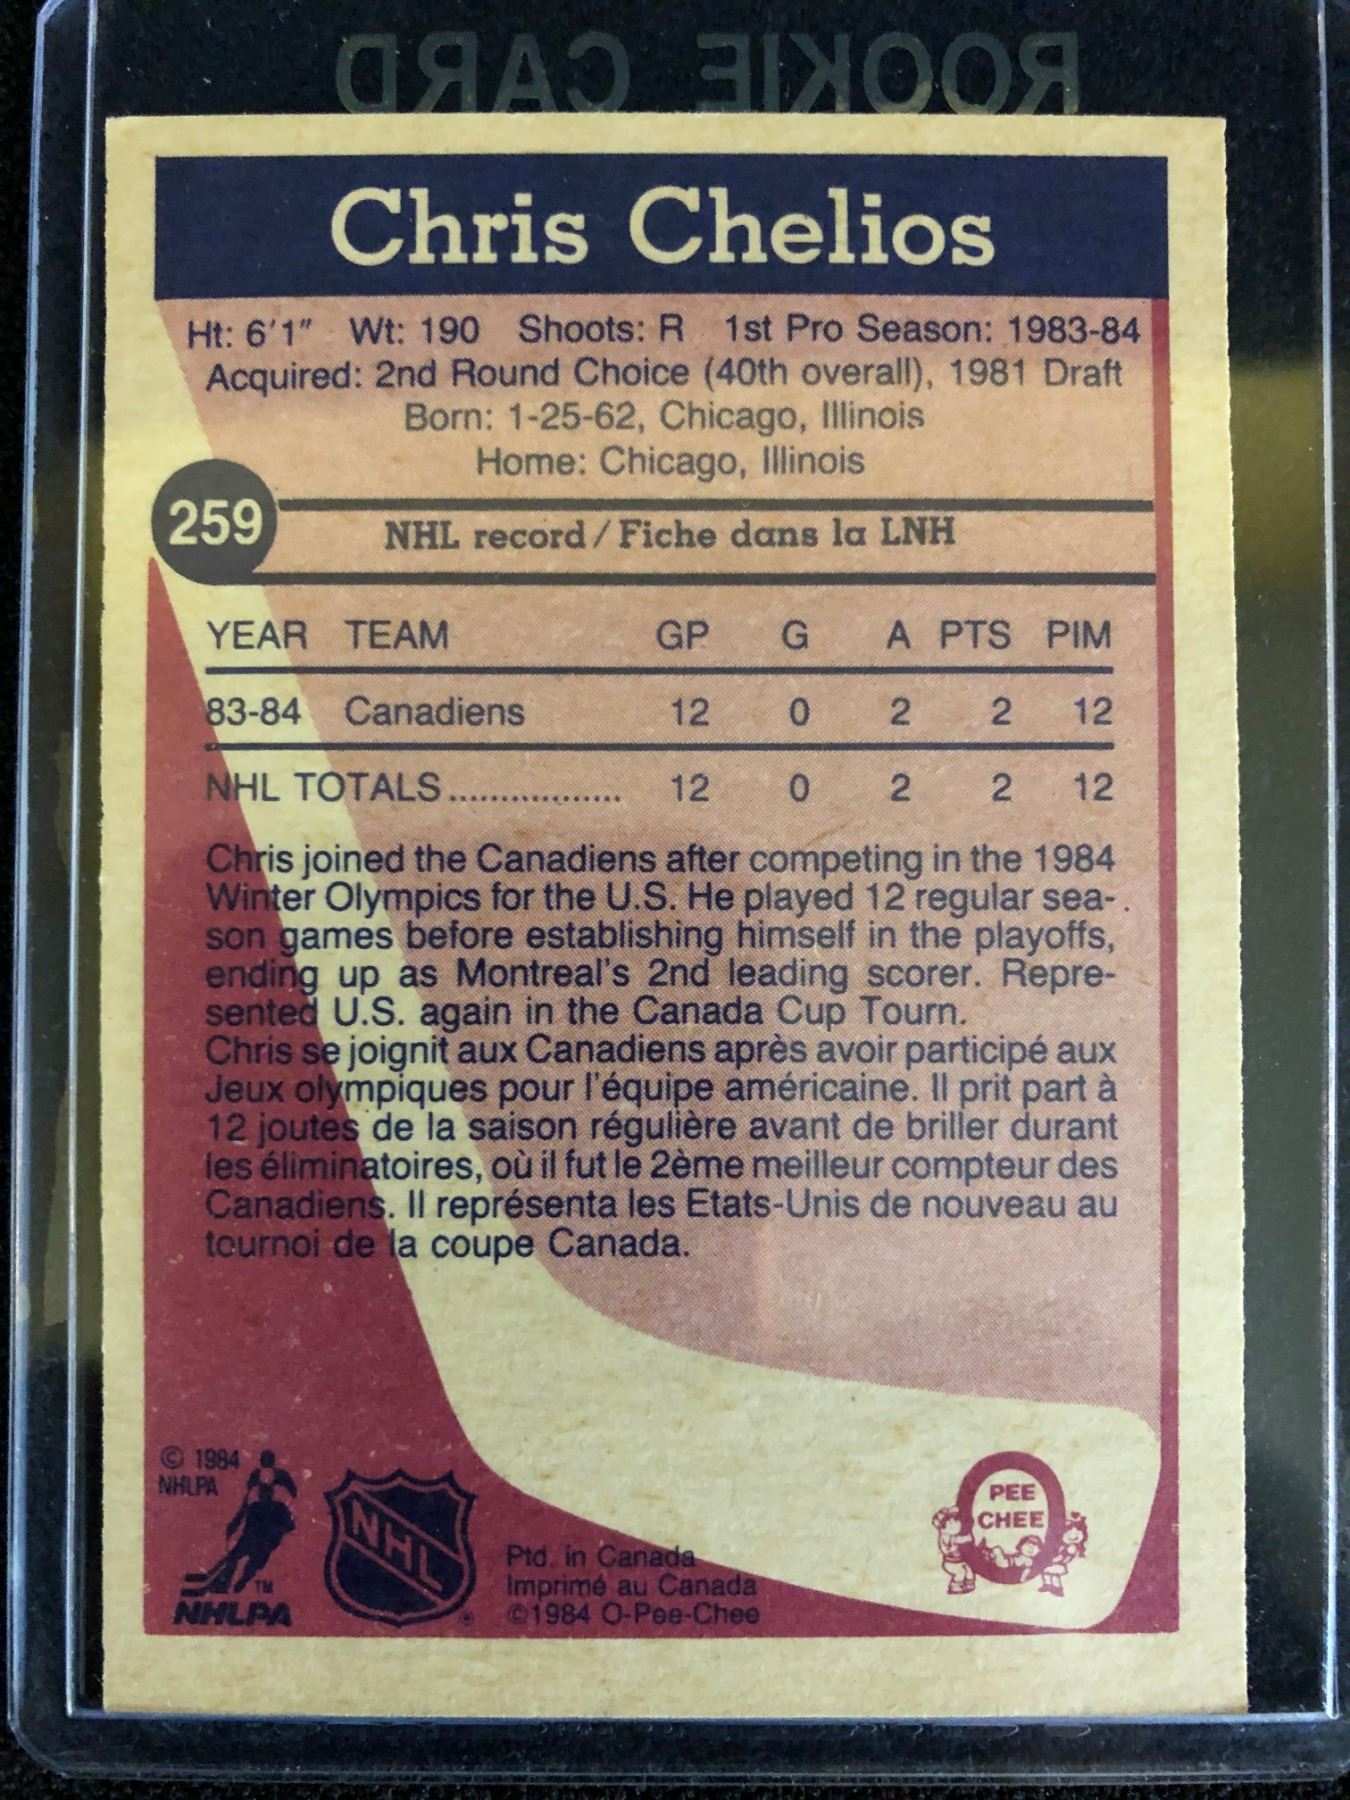 ROOKIE CARD
Chris Chelios
Ht: 6'1" Wt: 190 Shoots: R 1st Pro Season: 1983-84
Acquired: 2nd Round Choice (40th overall), 1981 Draft
Born: 1-25-62, Chicago, Illinois
Home: Chicago, Illinois
259
NHL record / Fiche dans la LNH
YEAR TEAM GP G A PTS PIM
83-84 Canadiens 12 0 2 2 12
NHL TOTALS.................. 12 0 2 2 12
Chris joined the Canadiens after competing in the 1984
Winter Olympics for the U.S. He played 12 regular sea-
son games before establishing himself in the playoffs,
ending up as Montreal's 2nd leading scorer. Repre-
sented U.S. again in the Canada Cup Tourn.
Chris se joignit aux Canadiens après avoir participé aux
Jeux olympiques pour l'équipe américaine. Il prit part à
12 joutes de la saison régulière avant de briller durant
les éliminatoires, où il fut le 2ème meilleur compteur des
Canadiens. Il représenta les Etats-Unis de nouveau au
tournoi de la coupe Canada.
© 1984
NHLPA
TM
NHLPA
NHL
Ptd. in Canada
Imprimé au Canada
©1984 O-Pee-Chee
O
PEE
CHEE